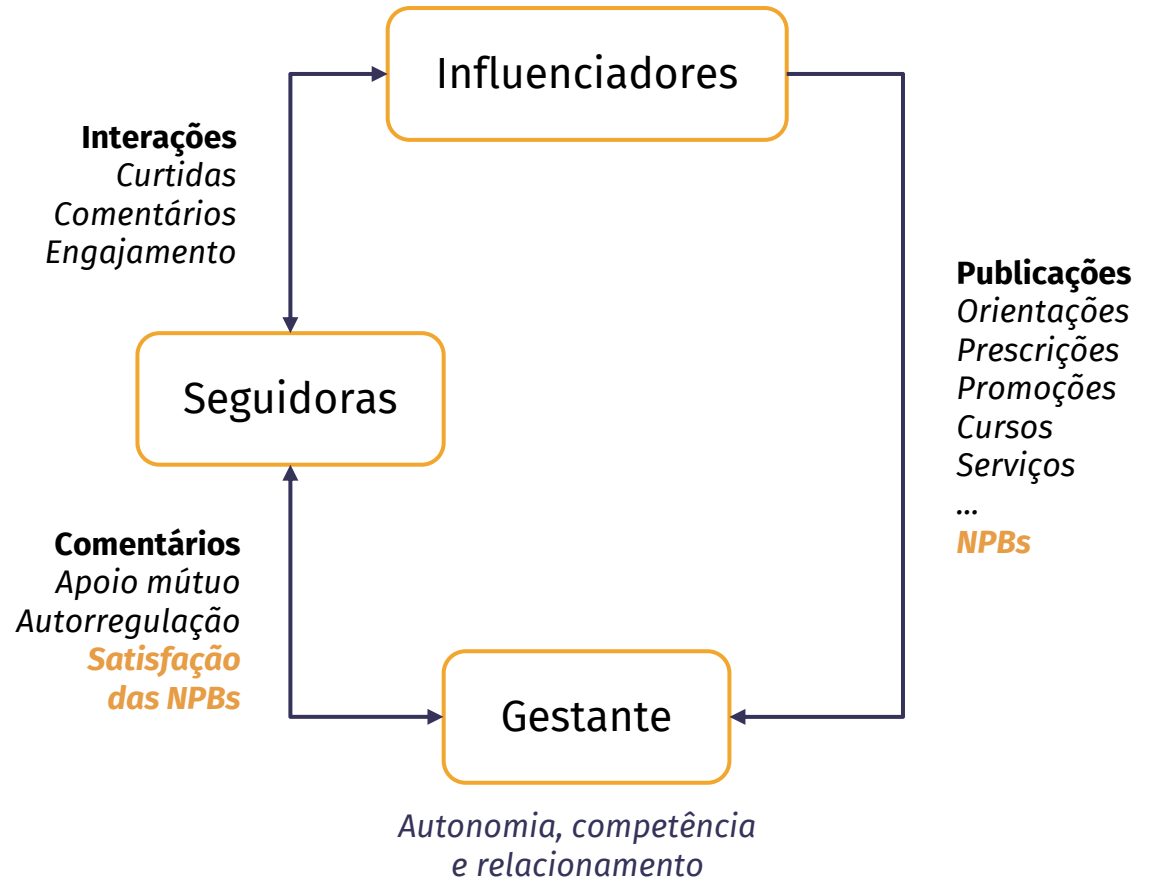 Influenciadores
Interações
Curtidas
Comentários
Engajamento
Publicações
Orientações
Prescrições
Promoções
Cursos
Serviços
...
NPBs
Seguidoras
Comentários
Apoio mútuo
Autorregulação
Satisfação
das NPBs
Gestante
Autonomia, competência
e relacionamento